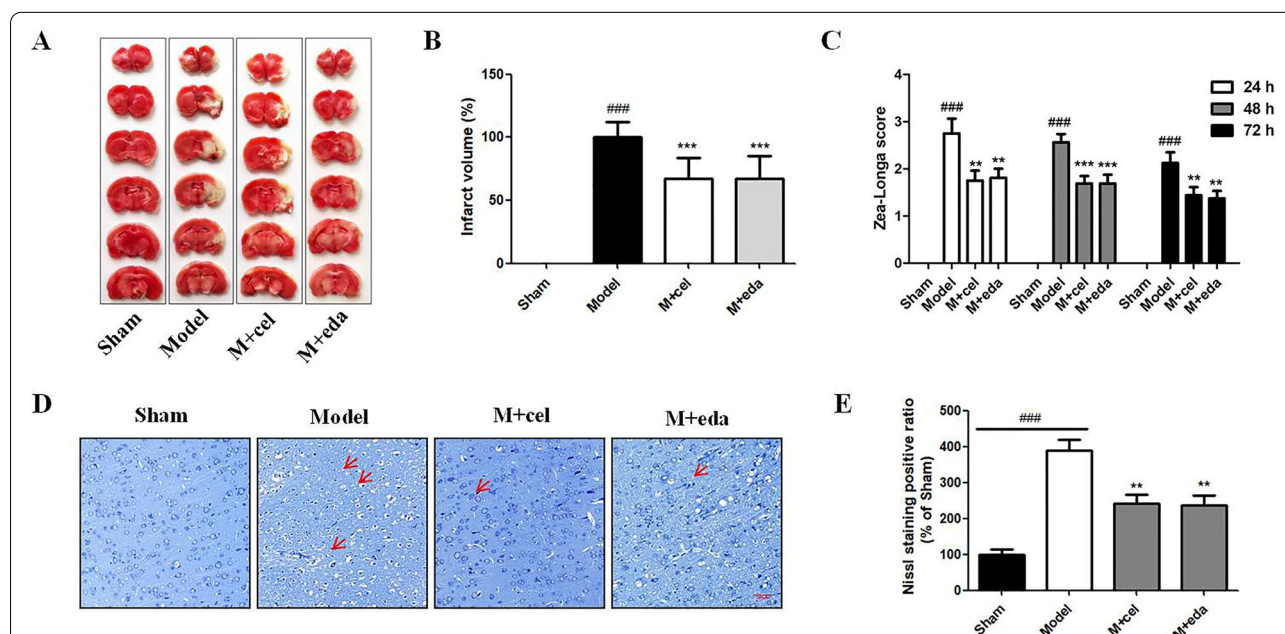 A
Sham
Model
M+cel
M+eda
B
Infarct volume (%)
150
100
50
0
###
***
***
Sham
Model
M+cel
M+eda
C
Zea-Longa score
4
3
2
1
0
24 h
48 h
72 h
###
**
**
###
***
***
###
**
**
Sham
Model
M+cel
M+eda
Sham
Model
M+cel
M+eda
Sham
Model
M+cel
M+eda
D
Sham
Model
M+cel
M+eda
E
Nissl staining positive ratio
(% of Sham)
500
400
300
200
100
0
###
**
**
Sham
Model
M+cel
M+eda